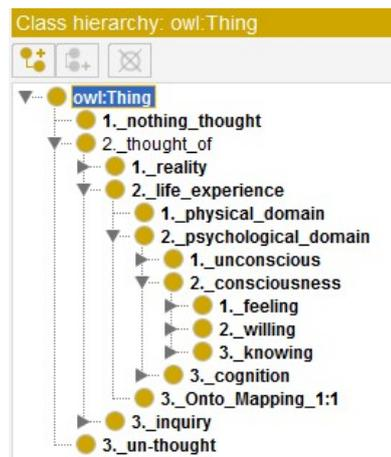 Class hierarchy: owl:Thing
owl:Thing
1._nothing_thought
2._thought_of
1._reality
2._life_experience
1._physical_domain
2._psychological_domain
1._unconscious
2._consciousness
1._feeling
2._willing
3._knowing
3._cognition
3._Onto_Mapping_1:1
3._inquiry
3._un-thought